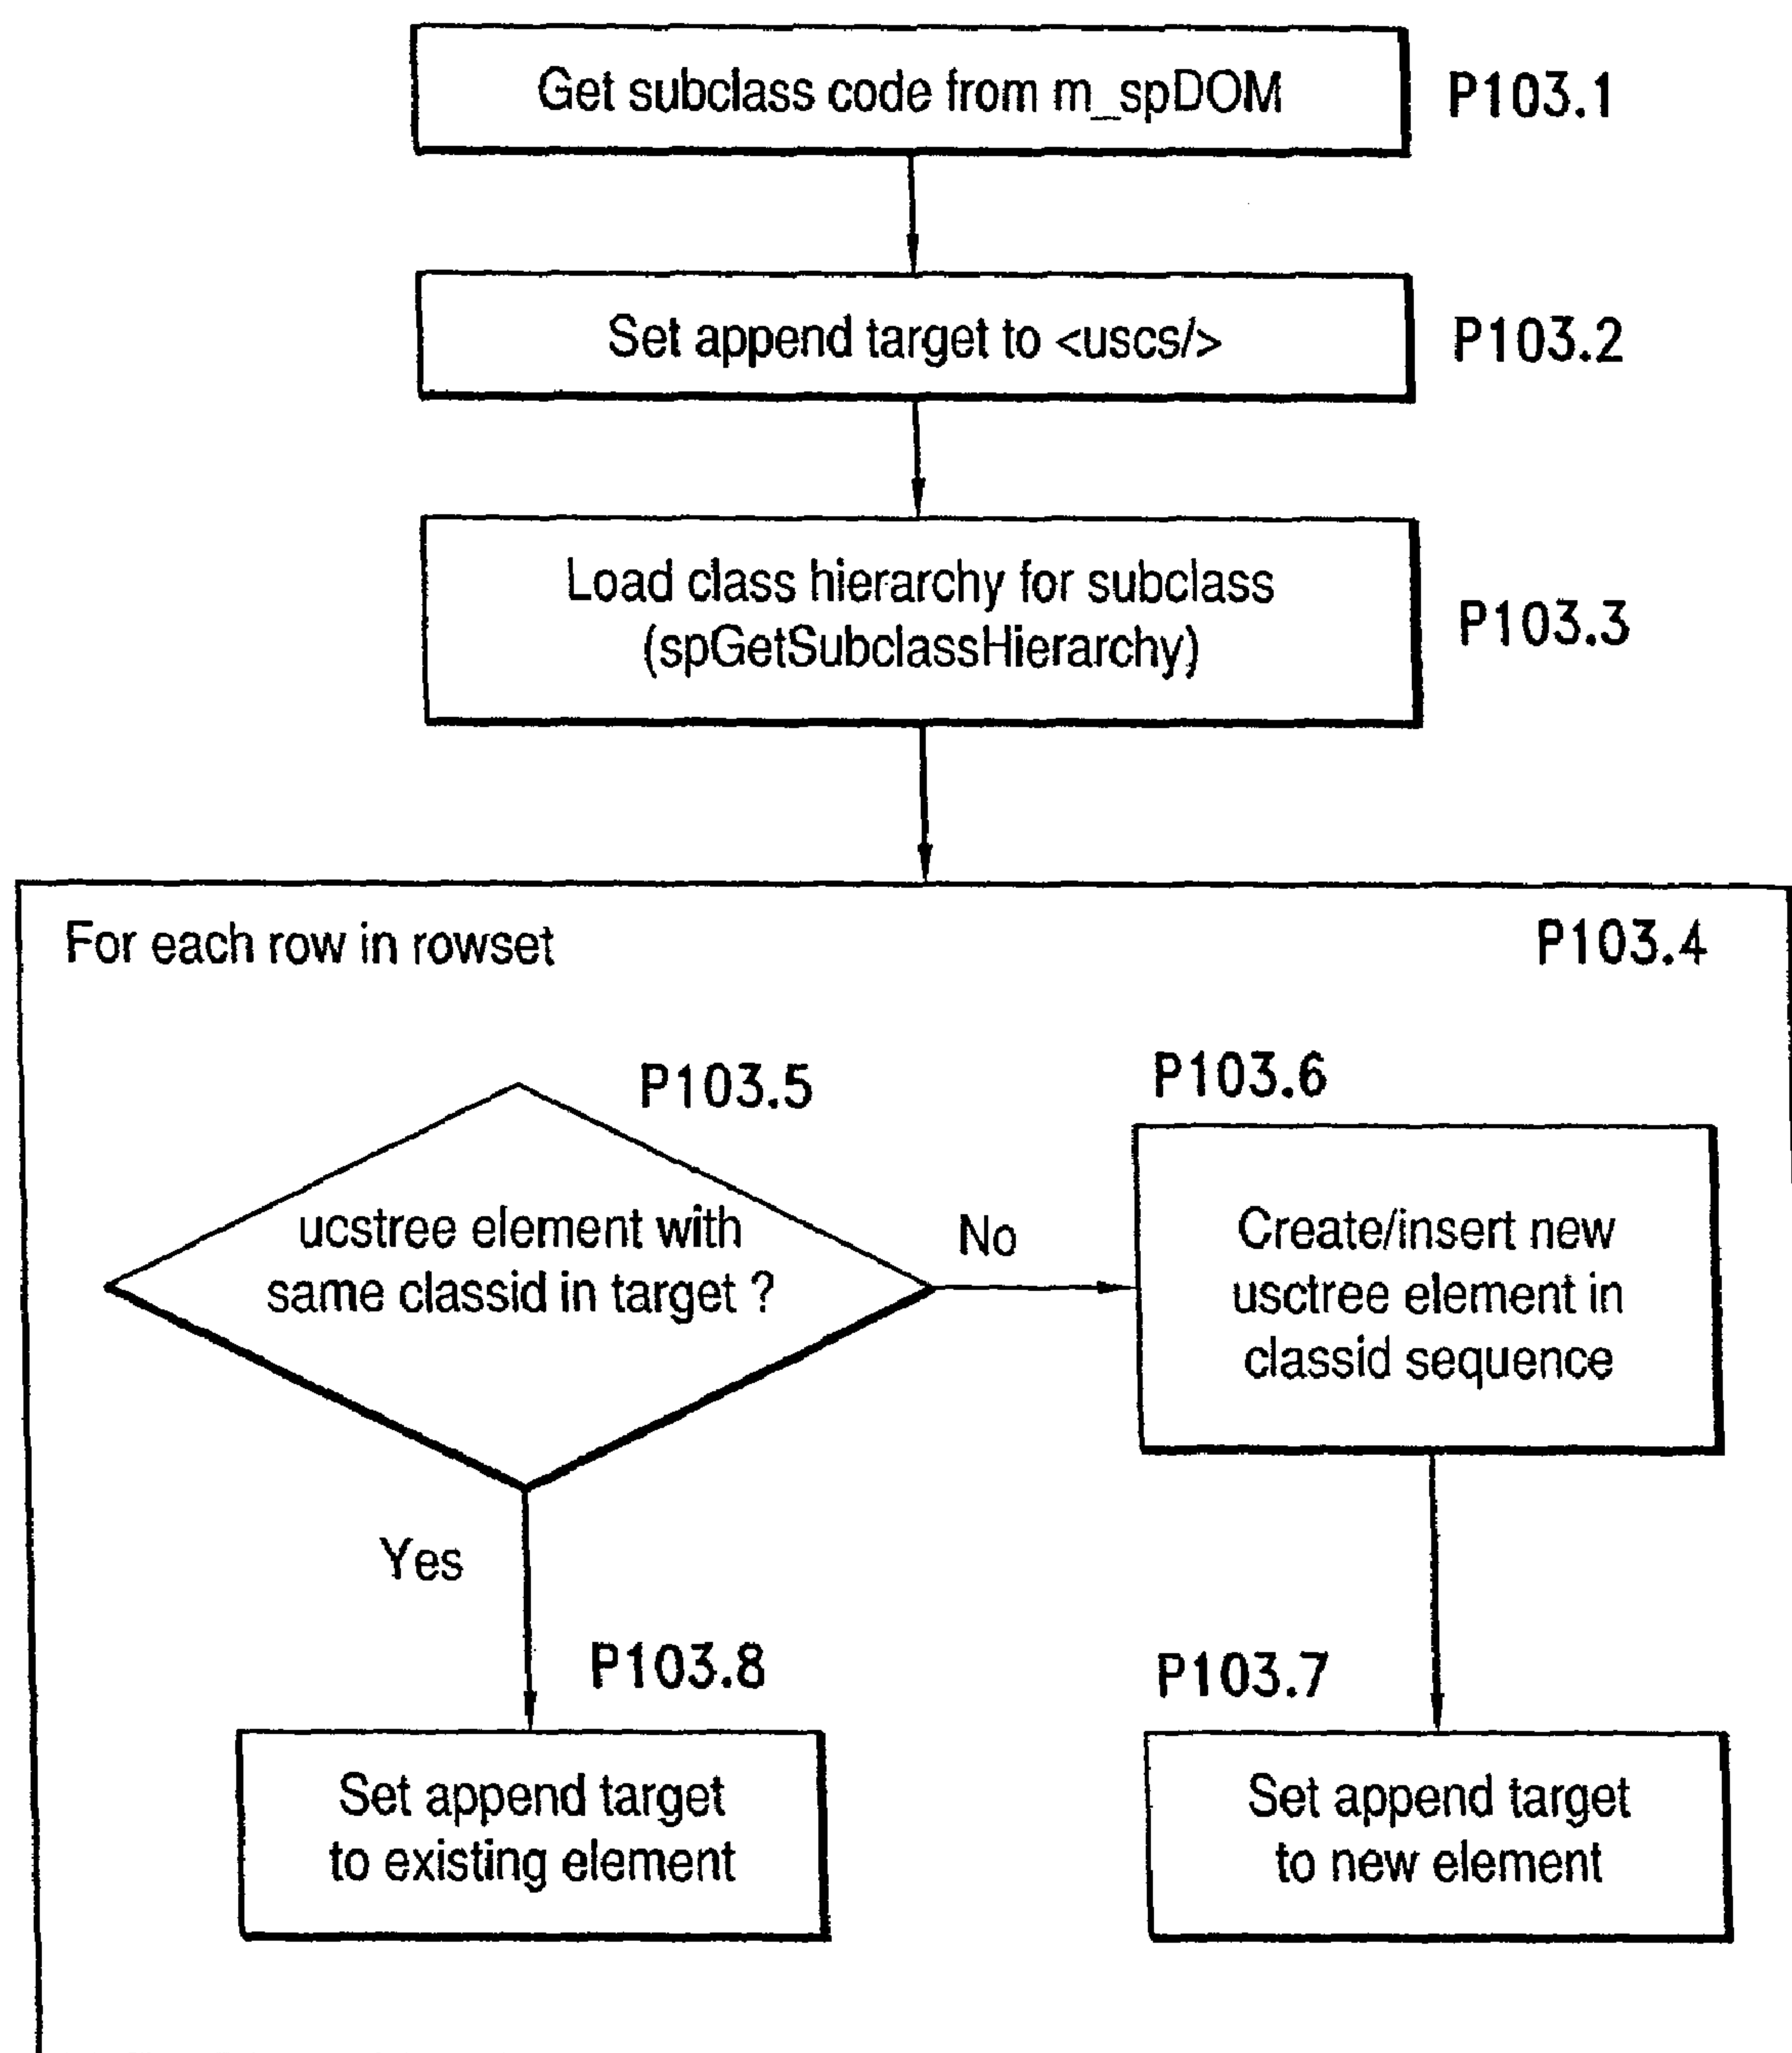 Get subclass code from m_spDOM
P103.1
Set append target to <uscs/>
P103.2
Load class hierarchy for subclass
(spGetSubclassHierarchy)
P103.3
For each row in rowset
P103.4
P103.5
ucstree element with
same classid in target ?
No
P103.6
Create/insert new
usctree element in
classid sequence
Yes
P103.8
Set append target
to existing element
P103.7
Set append target
to new element